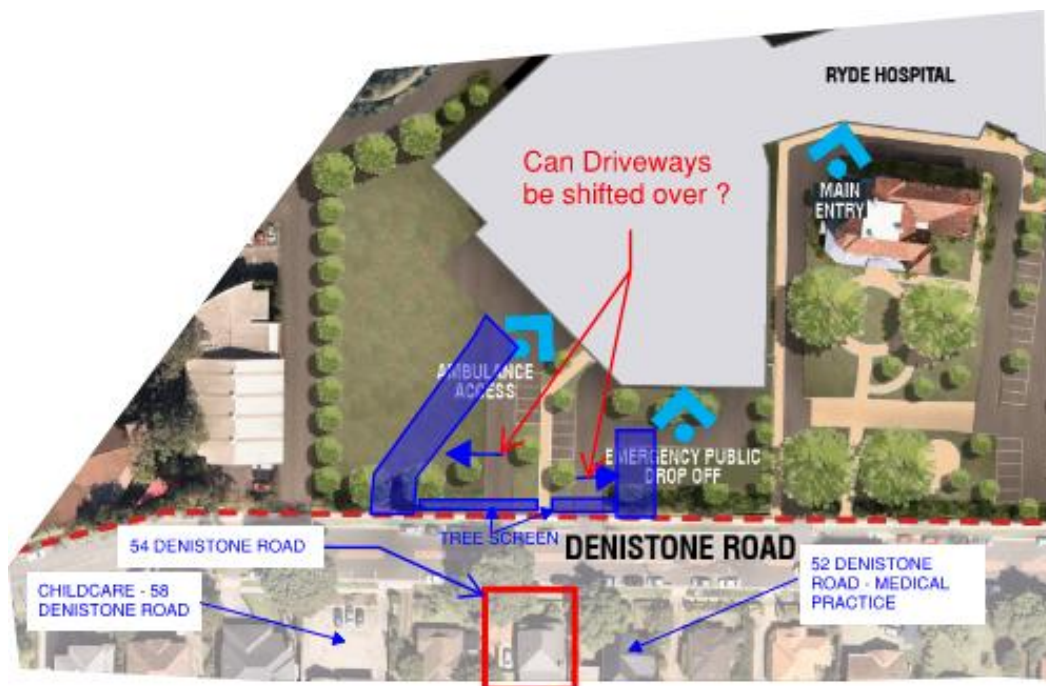 RYDE HOSPITAL
Can Driveways
be shifted over ?
MAIN
ENTRY
AMBULANCE
ACCESS
EMERGENCY PUBLIC
DROP OFF
TREE SCREEN
DENISTONE ROAD
54 DENISTONE ROAD
52 DENISTONE
ROAD - MEDICAL
PRACTICE
CHILDCARE - 58
DENISTONE ROAD